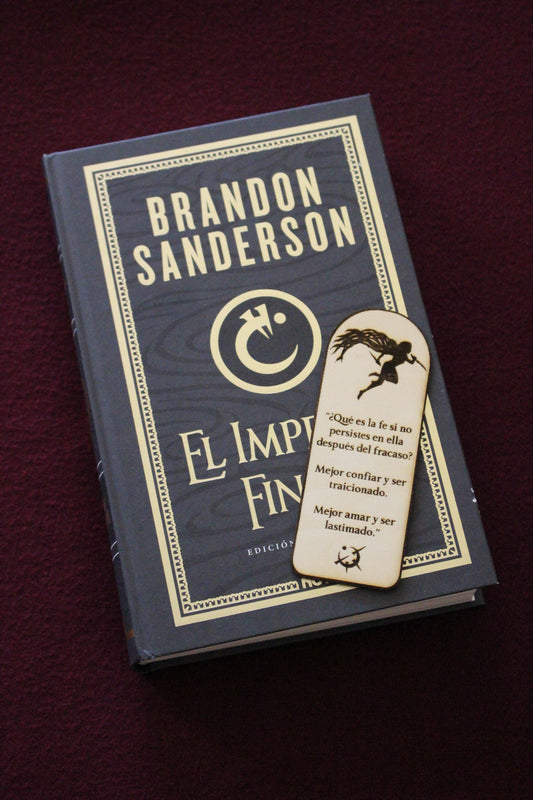 BRANDON
SANDERSON
EL IMPE
FIN
EDICIÓN
"¿Qué es la fe si no
persistes en ella
después del fracaso?
Mejor confiar y ser
traicionado.
Mejor amar y ser
lastimado."